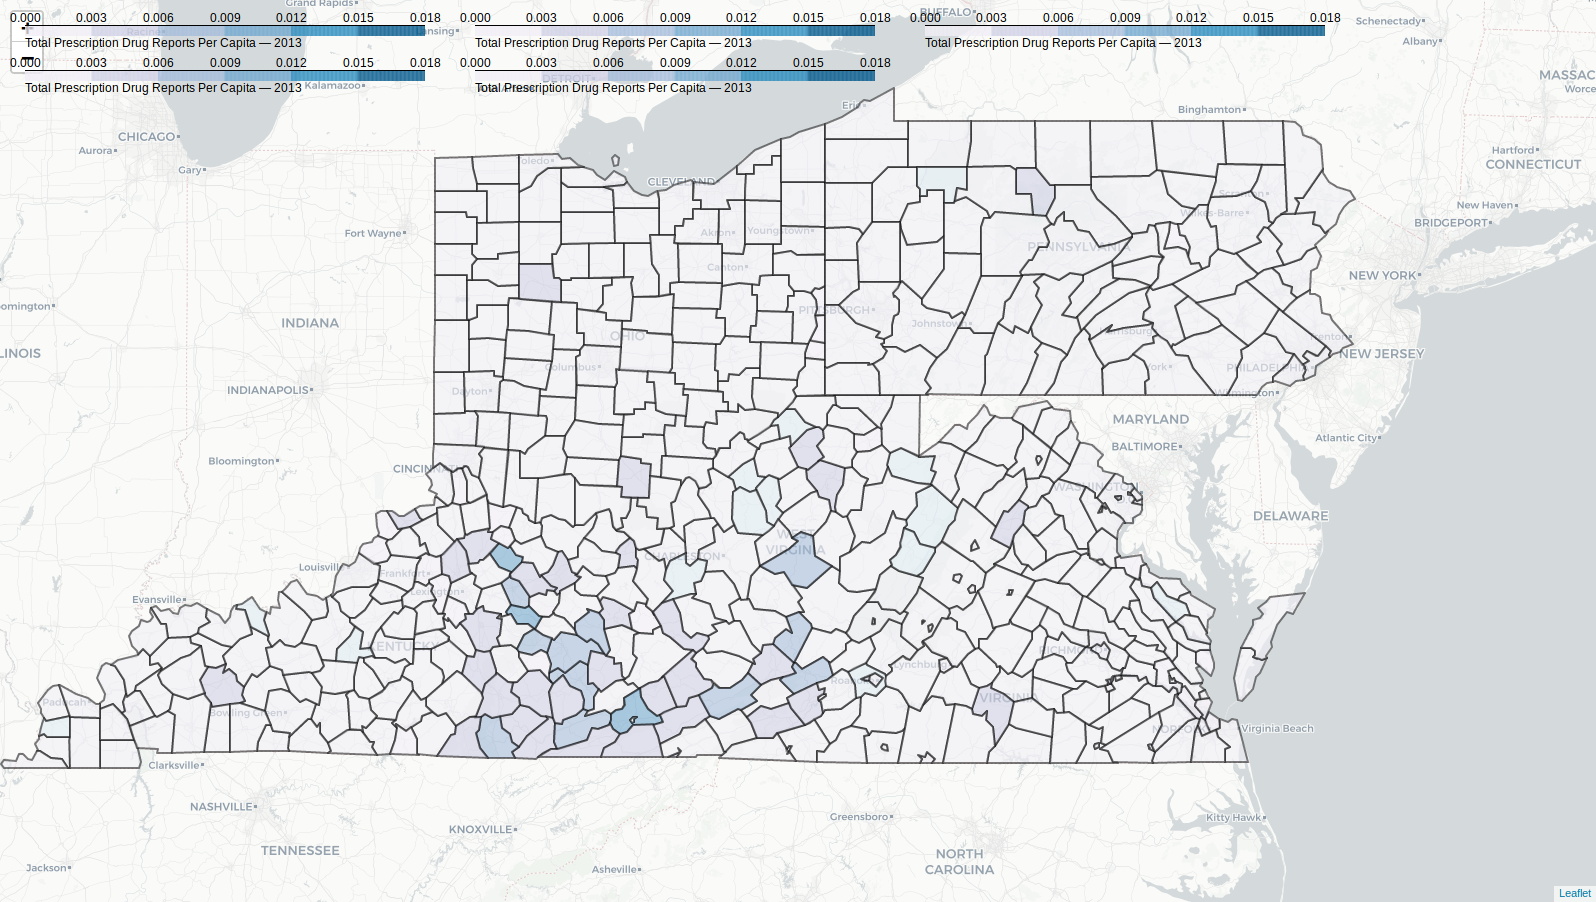 Grand Rapids
BUFFALO
0.000 0.003 0.006 0.009 0.012 0.015 0.018
0.000 0.003 0.006 0.009 0.012 0.015 0.018
0.000 0.003 0.006 0.009 0.012 0.015 0.018
Schenectady
Racine
nsing
Total Prescription Drug Reports Per Capita — 2013
Total Prescription Drug Reports Per Capita — 2013
Total Prescription Drug Reports Per Capita — 2013
Albany
0.000 0.003 0.006 0.009 0.012 0.015 0.018
0.000 0.003 0.006 0.009 0.012 0.015 0.018
DETROIT
MASSAC
Total Prescription Drug Reports Per Capita — 2013
Kalamazoo
Total Prescription Drug Reports Per Capita — 2013
Worce
Erie
Binghamton
CHICAGO
Aurora
Hartford
CONNECTICUT
oledo
Gary
CLEVELAND
Scranton
New Haven
Wilkes-Barre
BRIDGEPORT
Fort Wayne
Akron
Youngstown
PENNSYLVANIA
Canton
NEW YORK
omington
PITTSBURGH
INDIANA
Johnstown
Harrisburg
OHIO
Trenton
LINOIS
NEW JERSEY
Columbus
York
PHILADELPHIA
INDIANAPOLIS
Dayton
Wilmington
MARYLAND
Atlantic City
BALTIMORE
Bloomington
CINCINNATI
WASHINGTON
DELAWARE
WEST
VIRGINIA
CHARLESTON
Louisville
Frankfort
Lexington
Evansville
KENTUCKY
RICHMOND
Lynchburg
Roanoke
VIRGINIA
Paducah
Bowling Green
NORFOLK
Virginia Beach
Clarksville
NASHVILLE
Greensboro
Kitty Hawk
KNOXVILLE
TENNESSEE
NORTH
CAROLINA
Jackson
Asheville
Leaflet